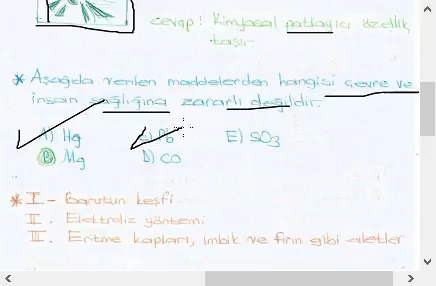 cevap: Kimyasal patlayıcı özellik
taşır.
* Aşağıda verilen maddelerden hangisi çevre ve
insan sağlığına zararlı değildir.
A) Hg C) Pb E) SO3
B) Mg D) CO
* I - Barutun keşfi
II. Elektroliz yöntemi
III. Eritme kapları, imbik ve fırın gibi aletler